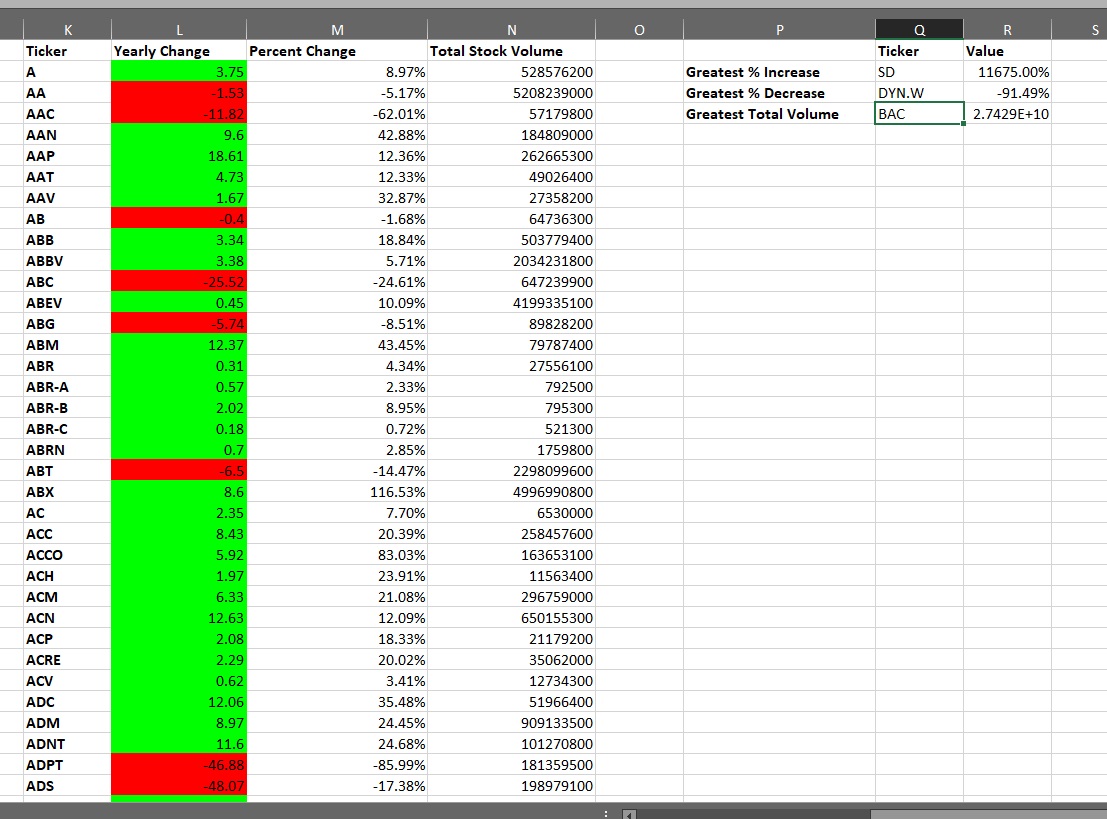 K L M N O P Q R S
Ticker Yearly Change Percent Change Total Stock Volume Ticker Value
A 3.75 8.97% 528576200 Greatest % Increase SD 11675.00%
AA -1.53 -5.17% 5208239000 Greatest % Decrease DYN.W -91.49%
AAC -11.82 -62.01% 57179800 Greatest Total Volume BAC 2.7429E+10
AAN 9.6 42.88% 184809000
AAP 18.61 12.36% 262665300
AAT 4.73 12.33% 49026400
AAV 1.67 32.87% 27358200
AB -0.4 -1.68% 64736300
ABB 3.34 18.84% 503779400
ABBV 3.38 5.71% 2034231800
ABC -25.52 -24.61% 647239900
ABEV 0.45 10.09% 4199335100
ABG -5.74 -8.51% 89828200
ABM 12.37 43.45% 79787400
ABR 0.31 4.34% 27556100
ABR-A 0.57 2.33% 792500
ABR-B 2.02 8.95% 795300
ABR-C 0.18 0.72% 521300
ABRN 0.7 2.85% 1759800
ABT -6.5 -14.47% 2298099600
ABX 8.6 116.53% 4996990800
AC 2.35 7.70% 6530000
ACC 8.43 20.39% 258457600
ACCO 5.92 83.03% 163653100
ACH 1.97 23.91% 11563400
ACM 6.33 21.08% 296759000
ACN 12.63 12.09% 650155300
ACP 2.08 18.33% 21179200
ACRE 2.29 20.02% 35062000
ACV 0.62 3.41% 12734300
ADC 12.06 35.48% 51966400
ADM 8.97 24.45% 909133500
ADNT 11.6 24.68% 101270800
ADPT -46.88 -85.99% 181359500
ADS -48.07 -17.38% 198979100